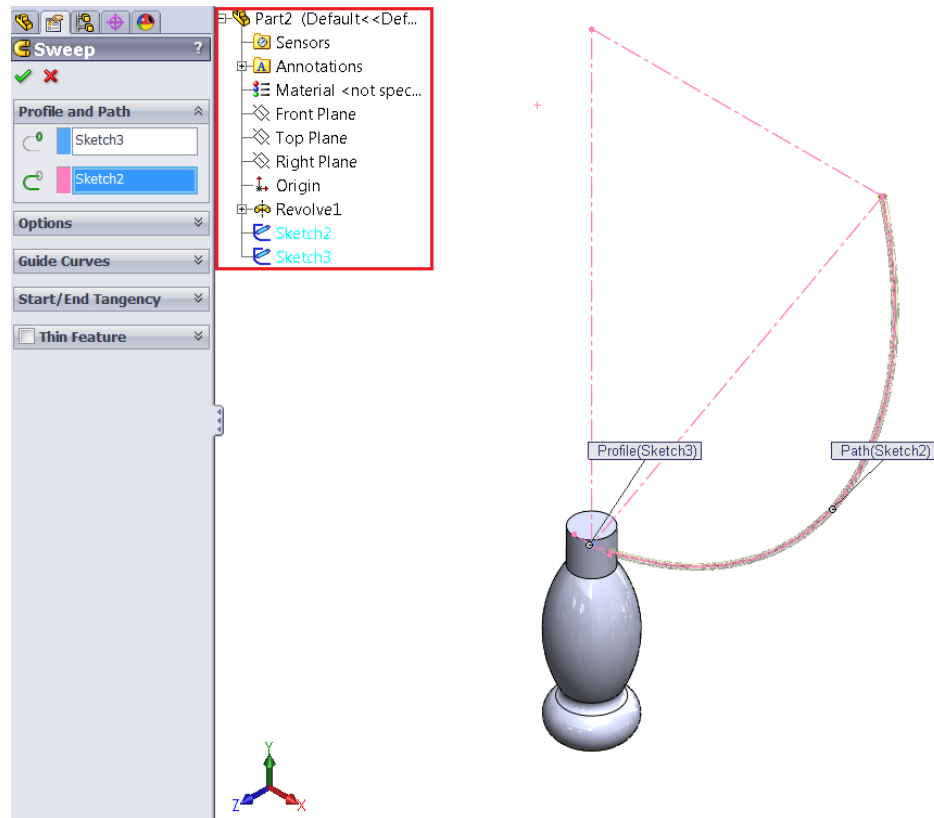 Sweep ?
Profile and Path
Sketch3
Sketch2
Options
Guide Curves
Start/End Tangency
Thin Feature
Part2 (Default<<Def...
Sensors
A Annotations
Material <not spec...
Front Plane
Top Plane
Right Plane
Origin
Revolve1
Sketch2
Sketch3
Profile(Sketch3)
Path(Sketch2)
Y
Z
X